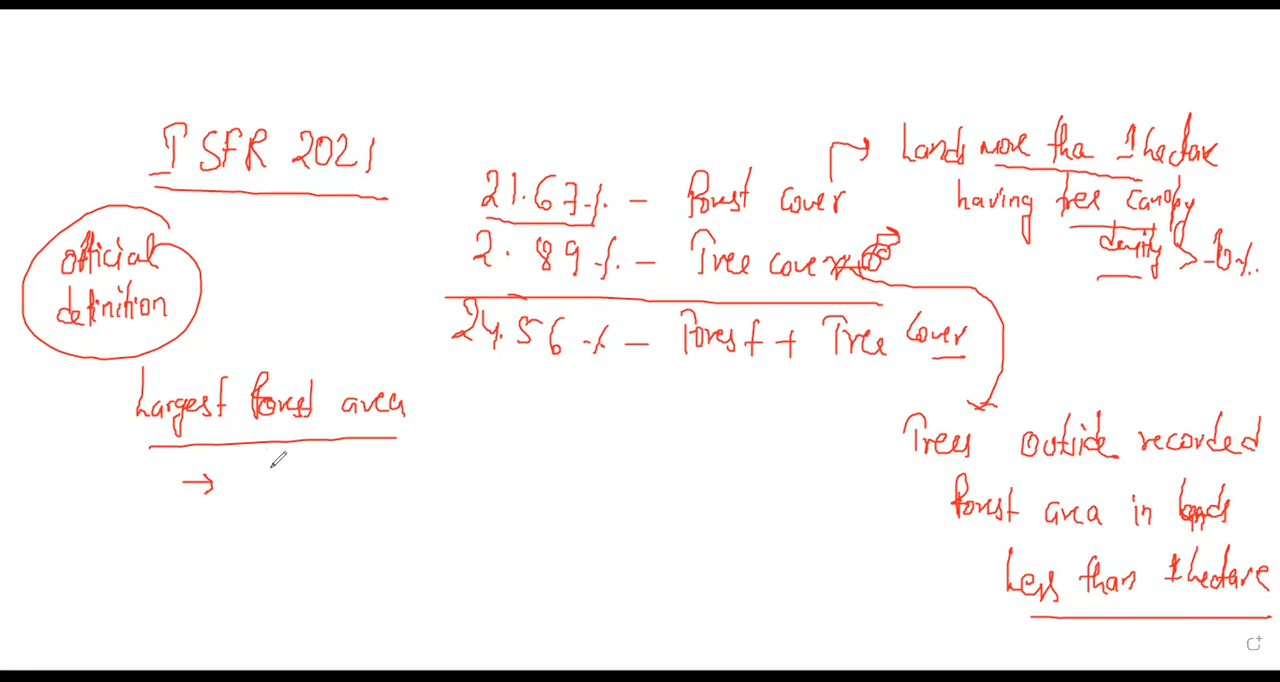 ISFR 2021
official
definition
Largest forest area
→
21.67% - Forest cover
2.89% - Tree cover
24.56% - Forest + Tree cover
Lands more tha 1 hectare
having tree canopy
density > 10%.
Trees outside recorded
forest area in lands
Less than 1 hectare